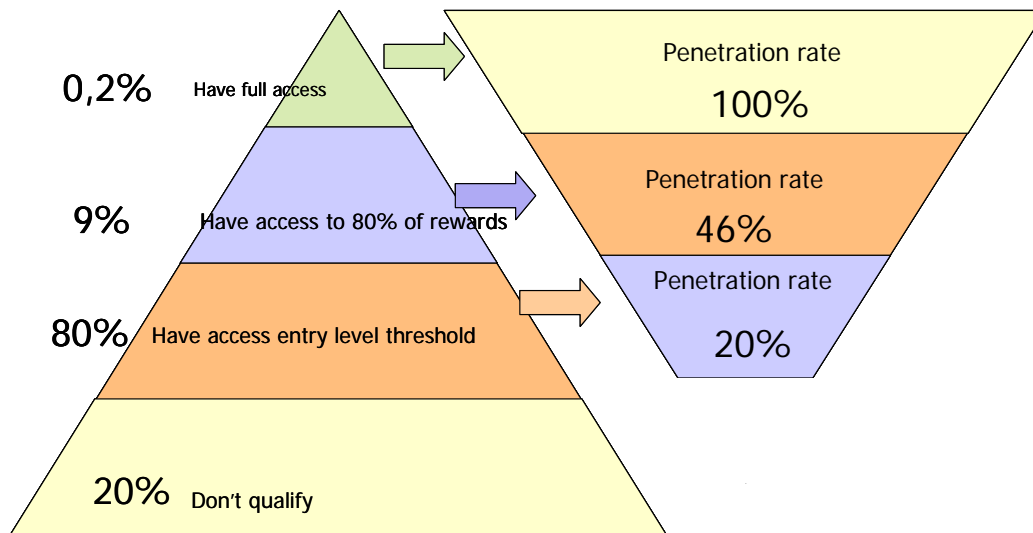 0,2% Have full access
9% Have access to 80% of rewards
80% Have access entry level threshold
20% Don't qualify
Penetration rate
100%
Penetration rate
46%
Penetration rate
20%